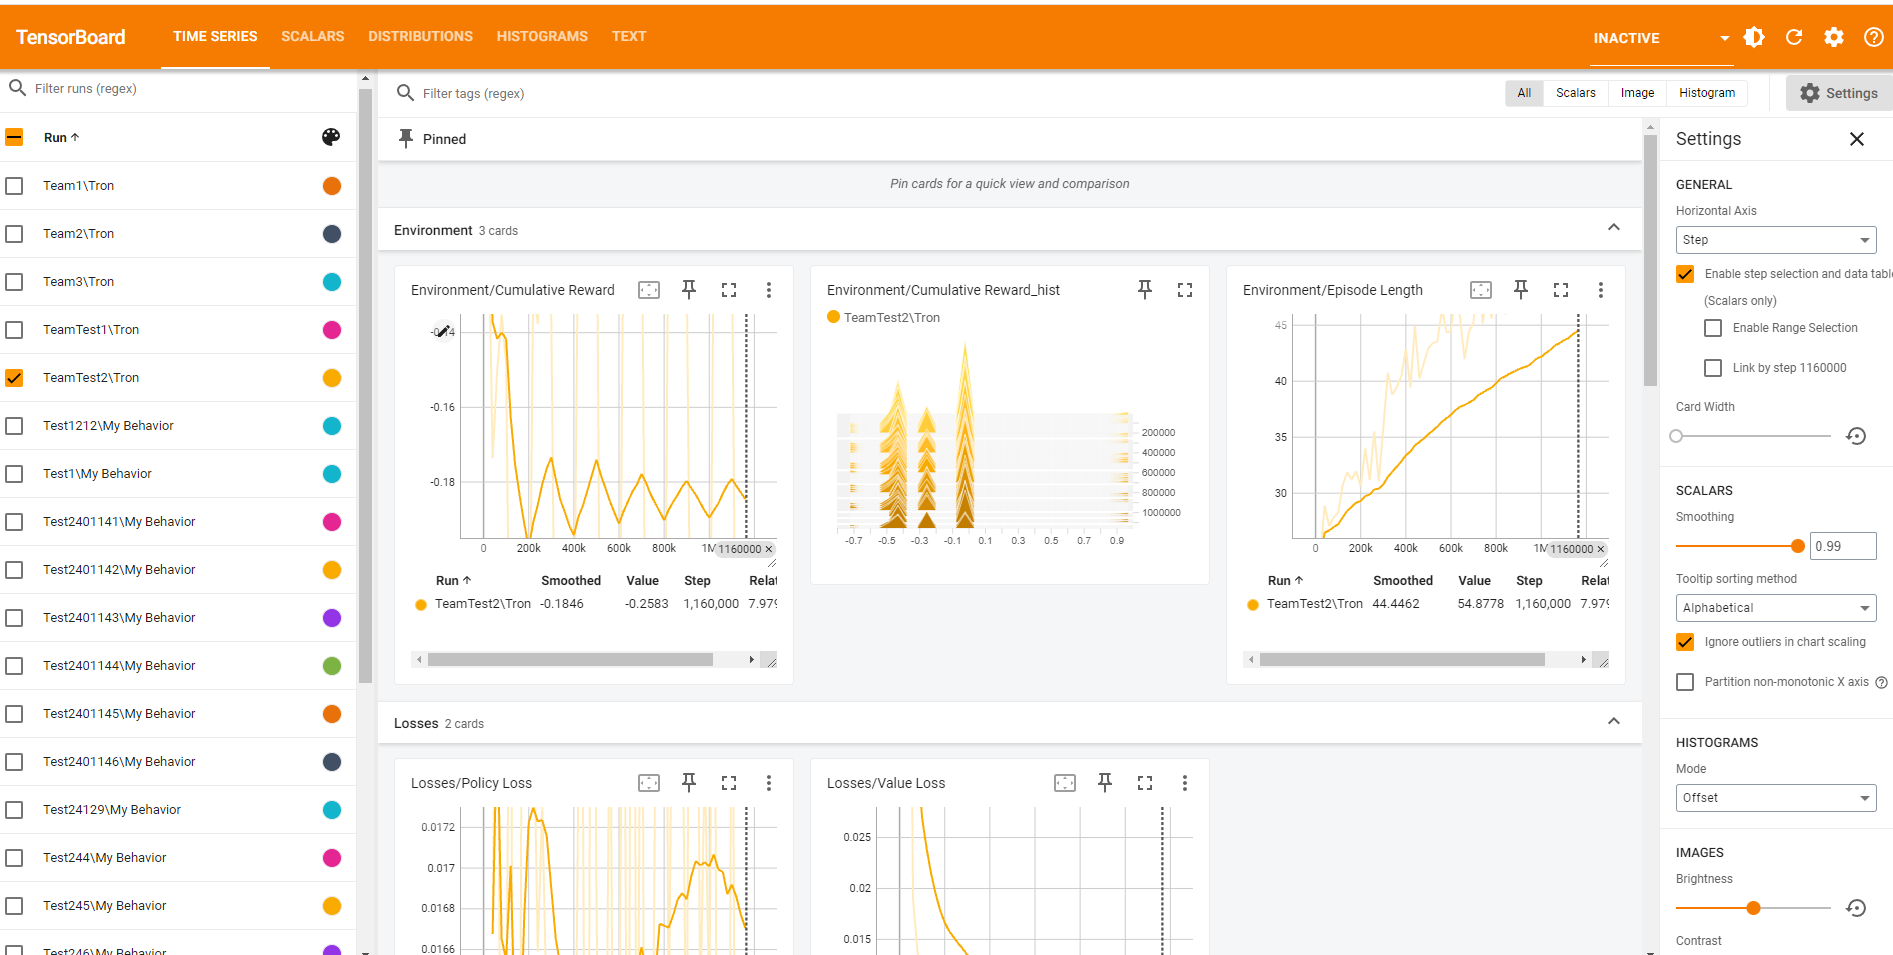 TensorBoard
TIME SERIES
SCALARS
DISTRIBUTIONS
HISTOGRAMS
TEXT
INACTIVE
Filter runs (regex)
Run
Team1\Tron
Team2\Tron
Team3\Tron
TeamTest1\Tron
TeamTest2\Tron
Test1212\My Behavior
Test1\My Behavior
Test2401141\My Behavior
Test2401142\My Behavior
Test2401143\My Behavior
Test2401144\My Behavior
Test2401145\My Behavior
Test2401146\My Behavior
Test24129\My Behavior
Test244\My Behavior
Test245\My Behavior
Test246\My Behavior
Filter tags (regex)
All
Scalars
Image
Histogram
Settings
Pinned
Pin cards for a quick view and comparison
Environment 3 cards
Environment/Cumulative Reward
-0.16
-0.18
0 200k 400k 600k 800k 1M 1160000 ×
Run ↑ Smoothed Value Step Relat
TeamTest2\Tron -0.1846 -0.2583 1,160,000 7.979
Environment/Cumulative Reward_hist
TeamTest2\Tron
200000
400000
600000
800000
1000000
-0.7 -0.5 -0.3 -0.1 0.1 0.3 0.5 0.7 0.9
Environment/Episode Length
45
40
35
30
0 200k 400k 600k 800k 1M 1160000 ×
Run ↑ Smoothed Value Step Relat
TeamTest2\Tron 44.4462 54.8778 1,160,000 7.979
Losses 2 cards
Losses/Policy Loss
0.0172
0.017
0.0168
0.0166
Losses/Value Loss
0.025
0.02
0.015
Settings
GENERAL
Horizontal Axis
Step
Enable step selection and data table
(Scalars only)
Enable Range Selection
Link by step 1160000
Card Width
SCALARS
Smoothing
0.99
Tooltip sorting method
Alphabetical
Ignore outliers in chart scaling
Partition non-monotonic X axis
HISTOGRAMS
Mode
Offset
IMAGES
Brightness
Contrast